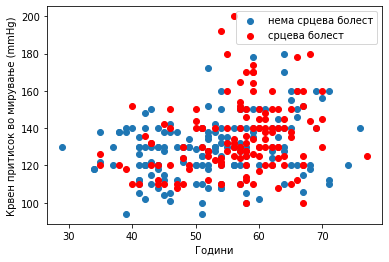 200
180
160
140
120
100
Крвен притисок во мирување (mmHg)
нема срцева болест
срцева болест
30 40 50 60 70
Години